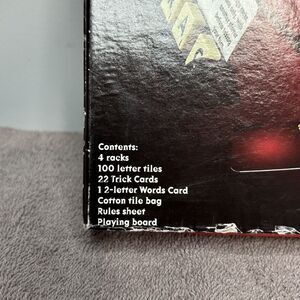 Contents:
4 racks
100 letter tiles
22 Trick Cards
1 2-letter Words Card
Cotton tile bag
Rules sheet
Playing board